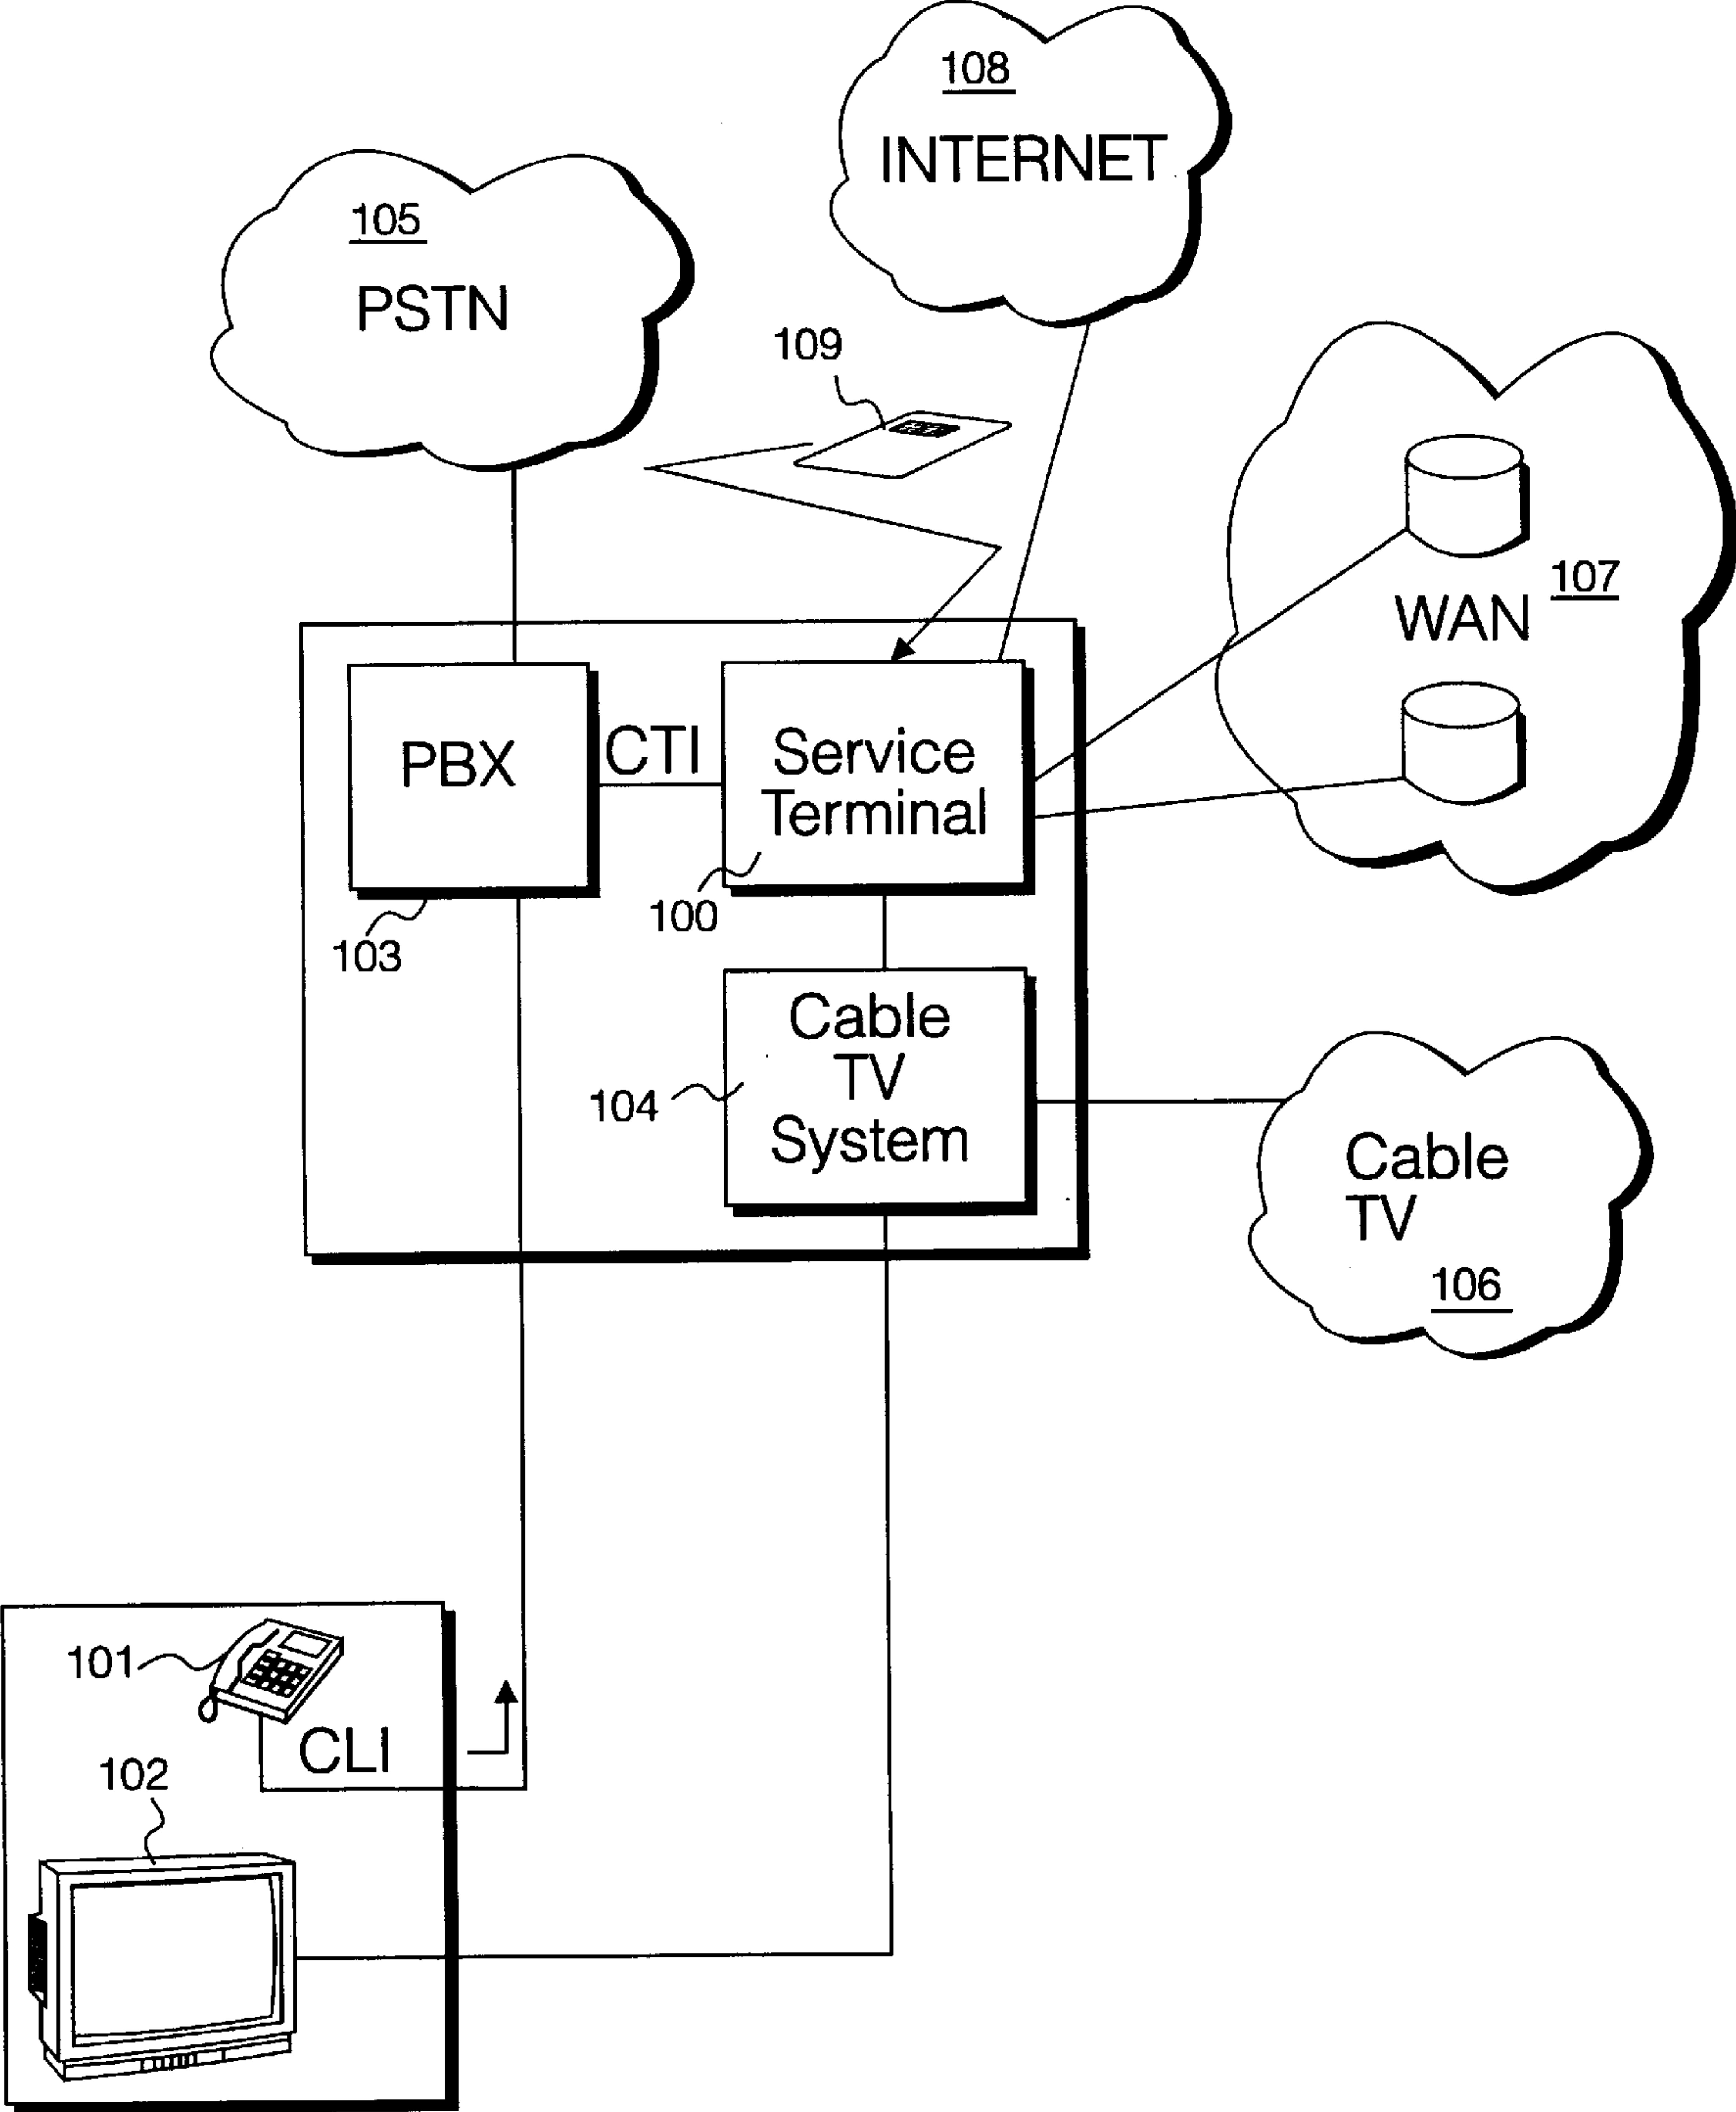 108
INTERNET
105
PSTN
109
107
WAN
PBX
CTI
Service
Terminal
100
103
Cable
TV
System
104
Cable
TV
106
101
CLI
102